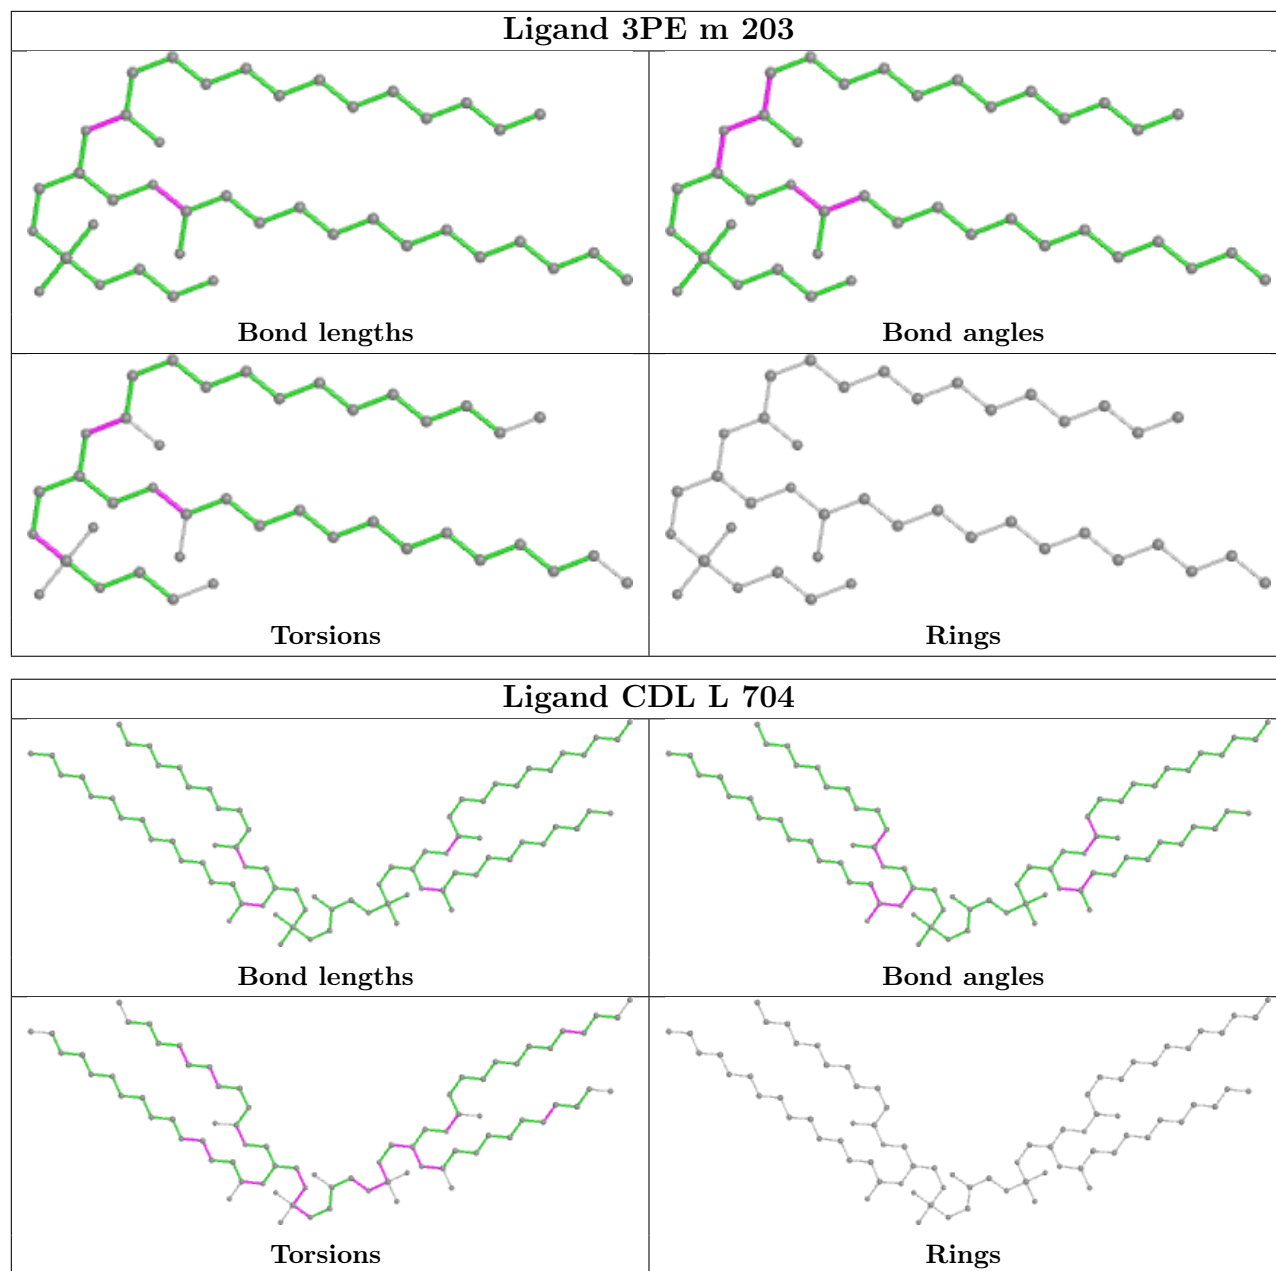 Ligand 3PE m 203
Bond lengths
Bond angles
Torsions
Rings
Ligand CDL L 704
Bond lengths
Bond angles
Torsions
Rings